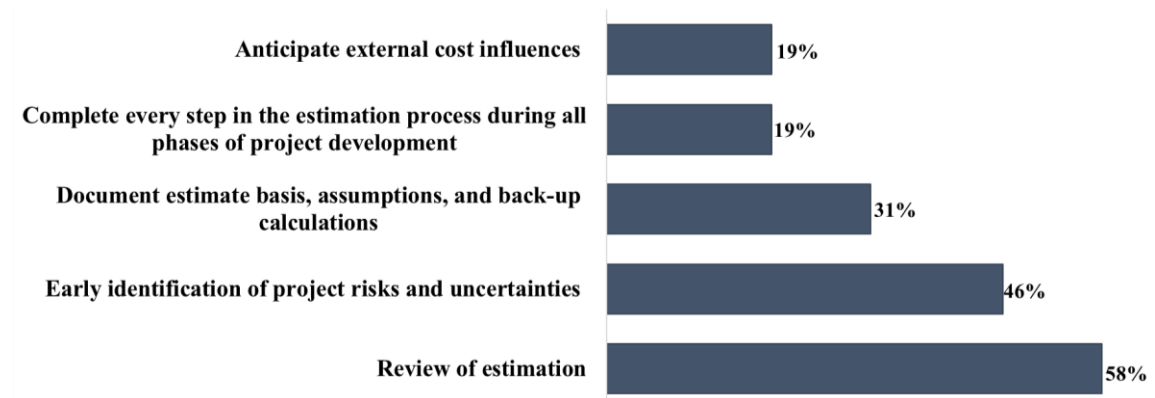 Anticipate external cost influences
19%
Complete every step in the estimation process during all
phases of project development
19%
Document estimate basis, assumptions, and back-up
calculations
31%
Early identification of project risks and uncertainties
46%
Review of estimation
58%